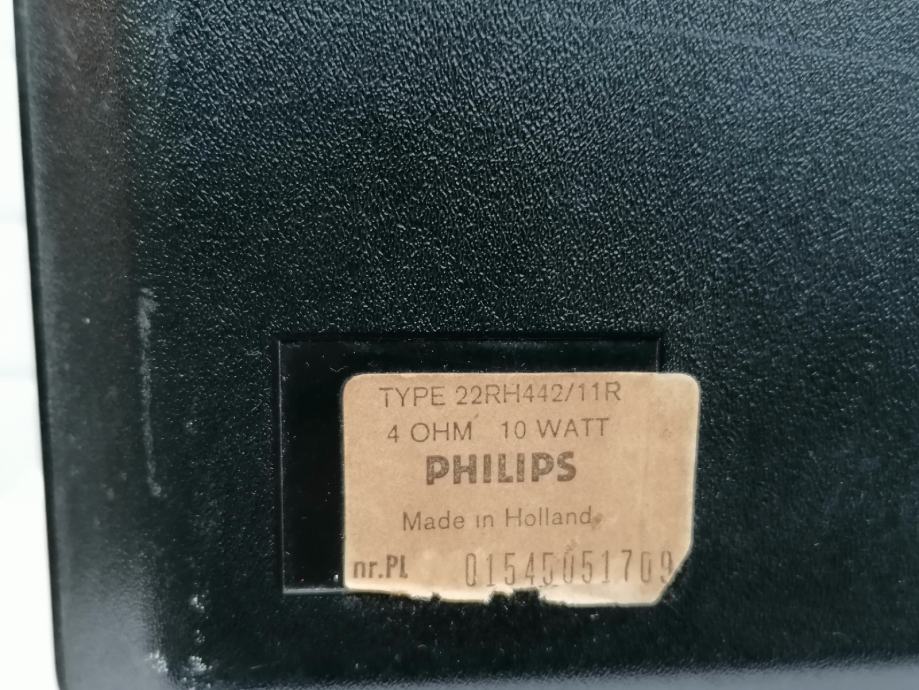 TYPE 22RH442/11R
4 OHM 10 WATT
PHILIPS
Made in Holland
nr.PL 01545051709